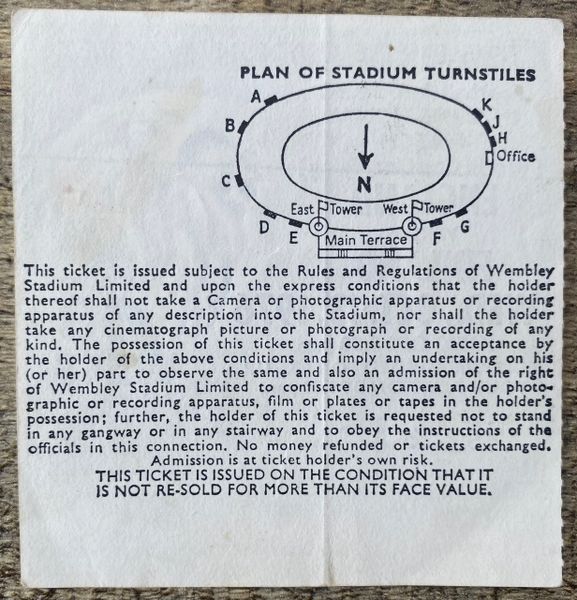 PLAN OF STADIUM TURNSTILES
A
K
B
J
H
Office
N
C
East Tower
West Tower
D
E
Main Terrace
F
G
This ticket is issued subject to the Rules and Regulations of Wembley
Stadium Limited and upon the express conditions that the holder
thereof shall not take a Camera or photographic apparatus or recording
apparatus of any description into the Stadium, nor shall the holder
take any cinematograph picture or photograph or recording of any
kind. The possession of this ticket shall constitute an acceptance by
the holder of the above conditions and imply an undertaking on his
(or her) part to observe the same and also an admission of the right
of Wembley Stadium Limited to confiscate any camera and/or photo-
graphic or recording apparatus, film or plates or tapes in the holder's
possession; further, the holder of this ticket is requested not to stand
in any gangway or in any stairway and to obey the instructions of the
officials in this connection. No money refunded or tickets exchanged.
Admission is at ticket holder's own risk.
THIS TICKET IS ISSUED ON THE CONDITION THAT IT
IS NOT RE-SOLD FOR MORE THAN ITS FACE VALUE.